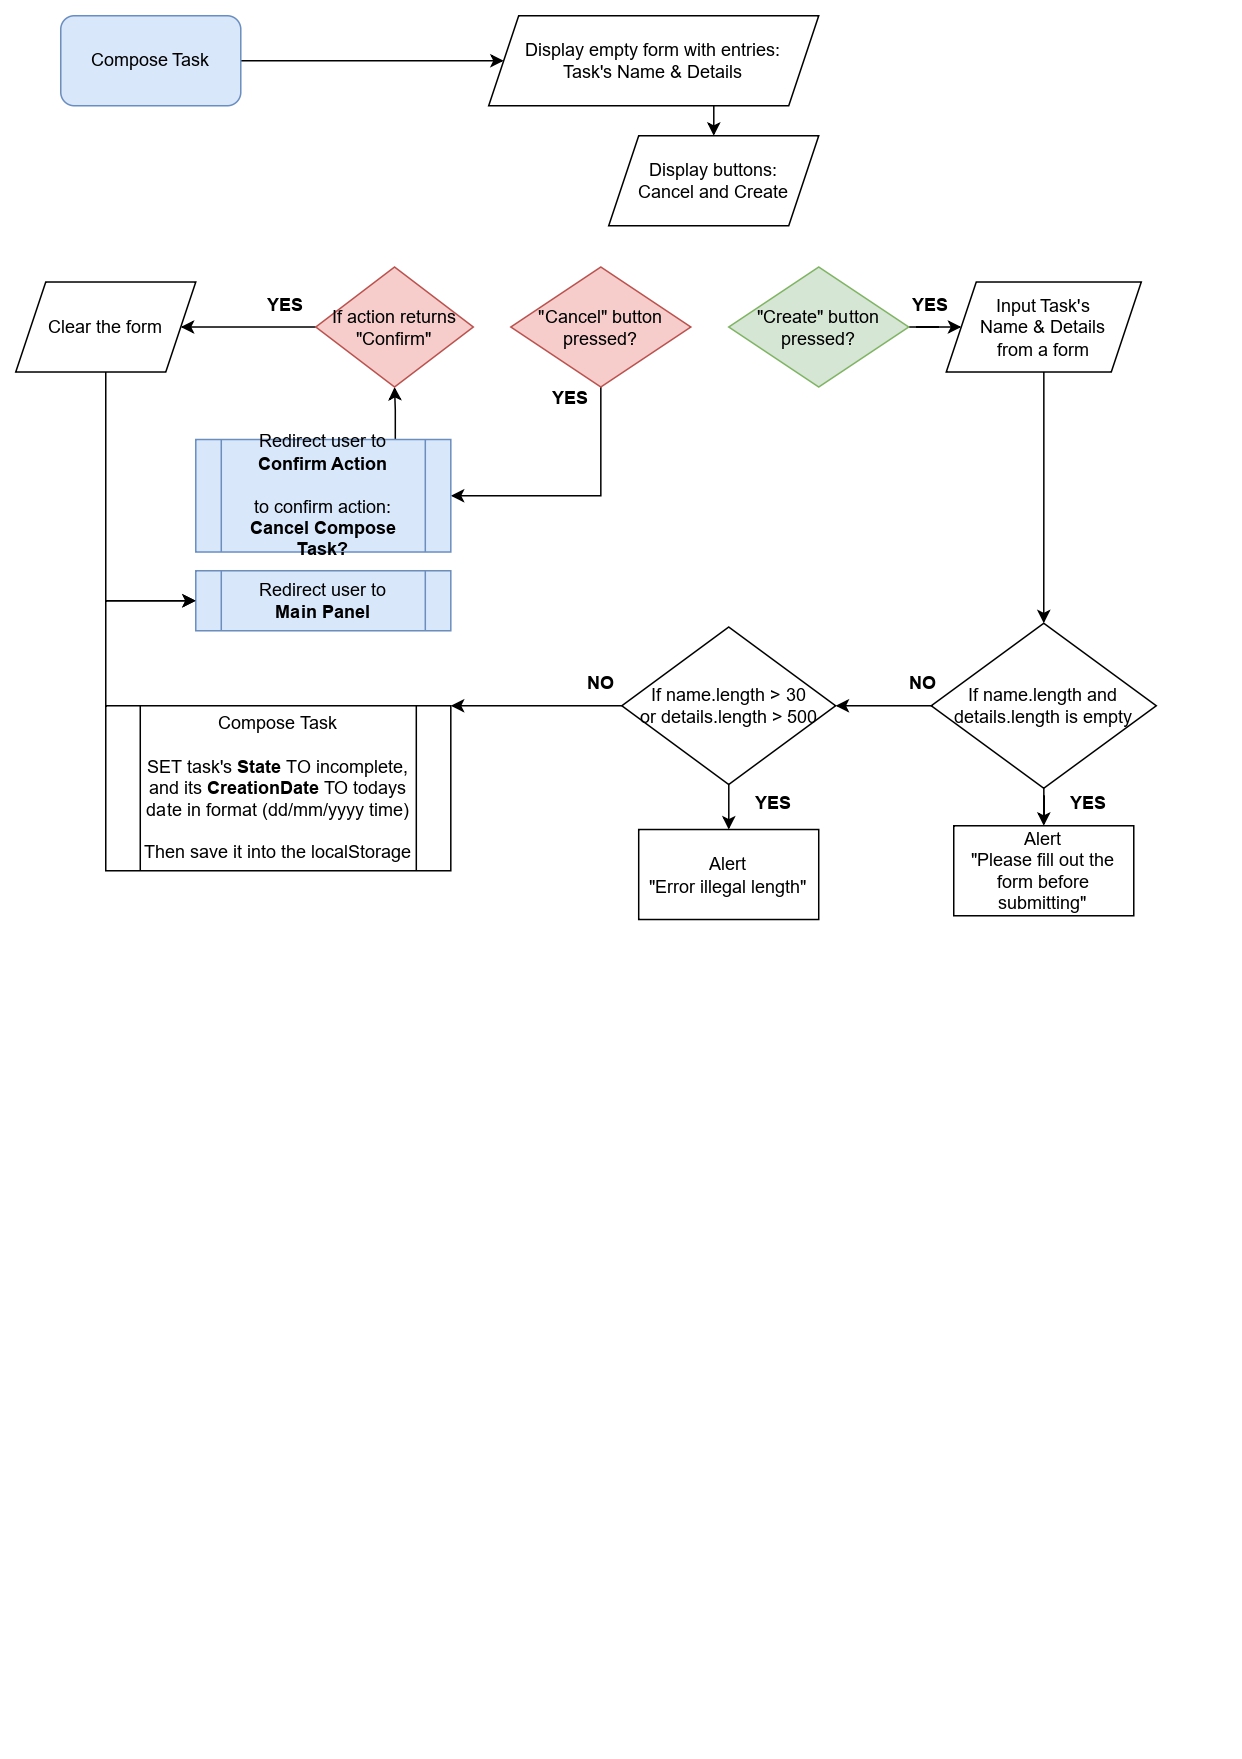 Compose Task
Display empty form with entries:
Task's Name & Details
Display buttons:
Cancel and Create
Clear the form
YES
If action returns
"Confirm"
"Cancel" button
pressed?
YES
"Create" button
pressed?
YES
Input Task's
Name & Details
from a form
Redirect user to
Confirm Action
to confirm action:
Cancel Compose
Task?
Redirect user to
Main Panel
NO
If name.length > 30
or details.length > 500
NO
If name.length and
details.length is empty
Compose Task
SET task's State TO incomplete,
and its CreationDate TO todays
date in format (dd/mm/yyyy time)
Then save it into the localStorage
YES
Alert
"Error illegal length"
YES
Alert
"Please fill out the
form before
submitting"